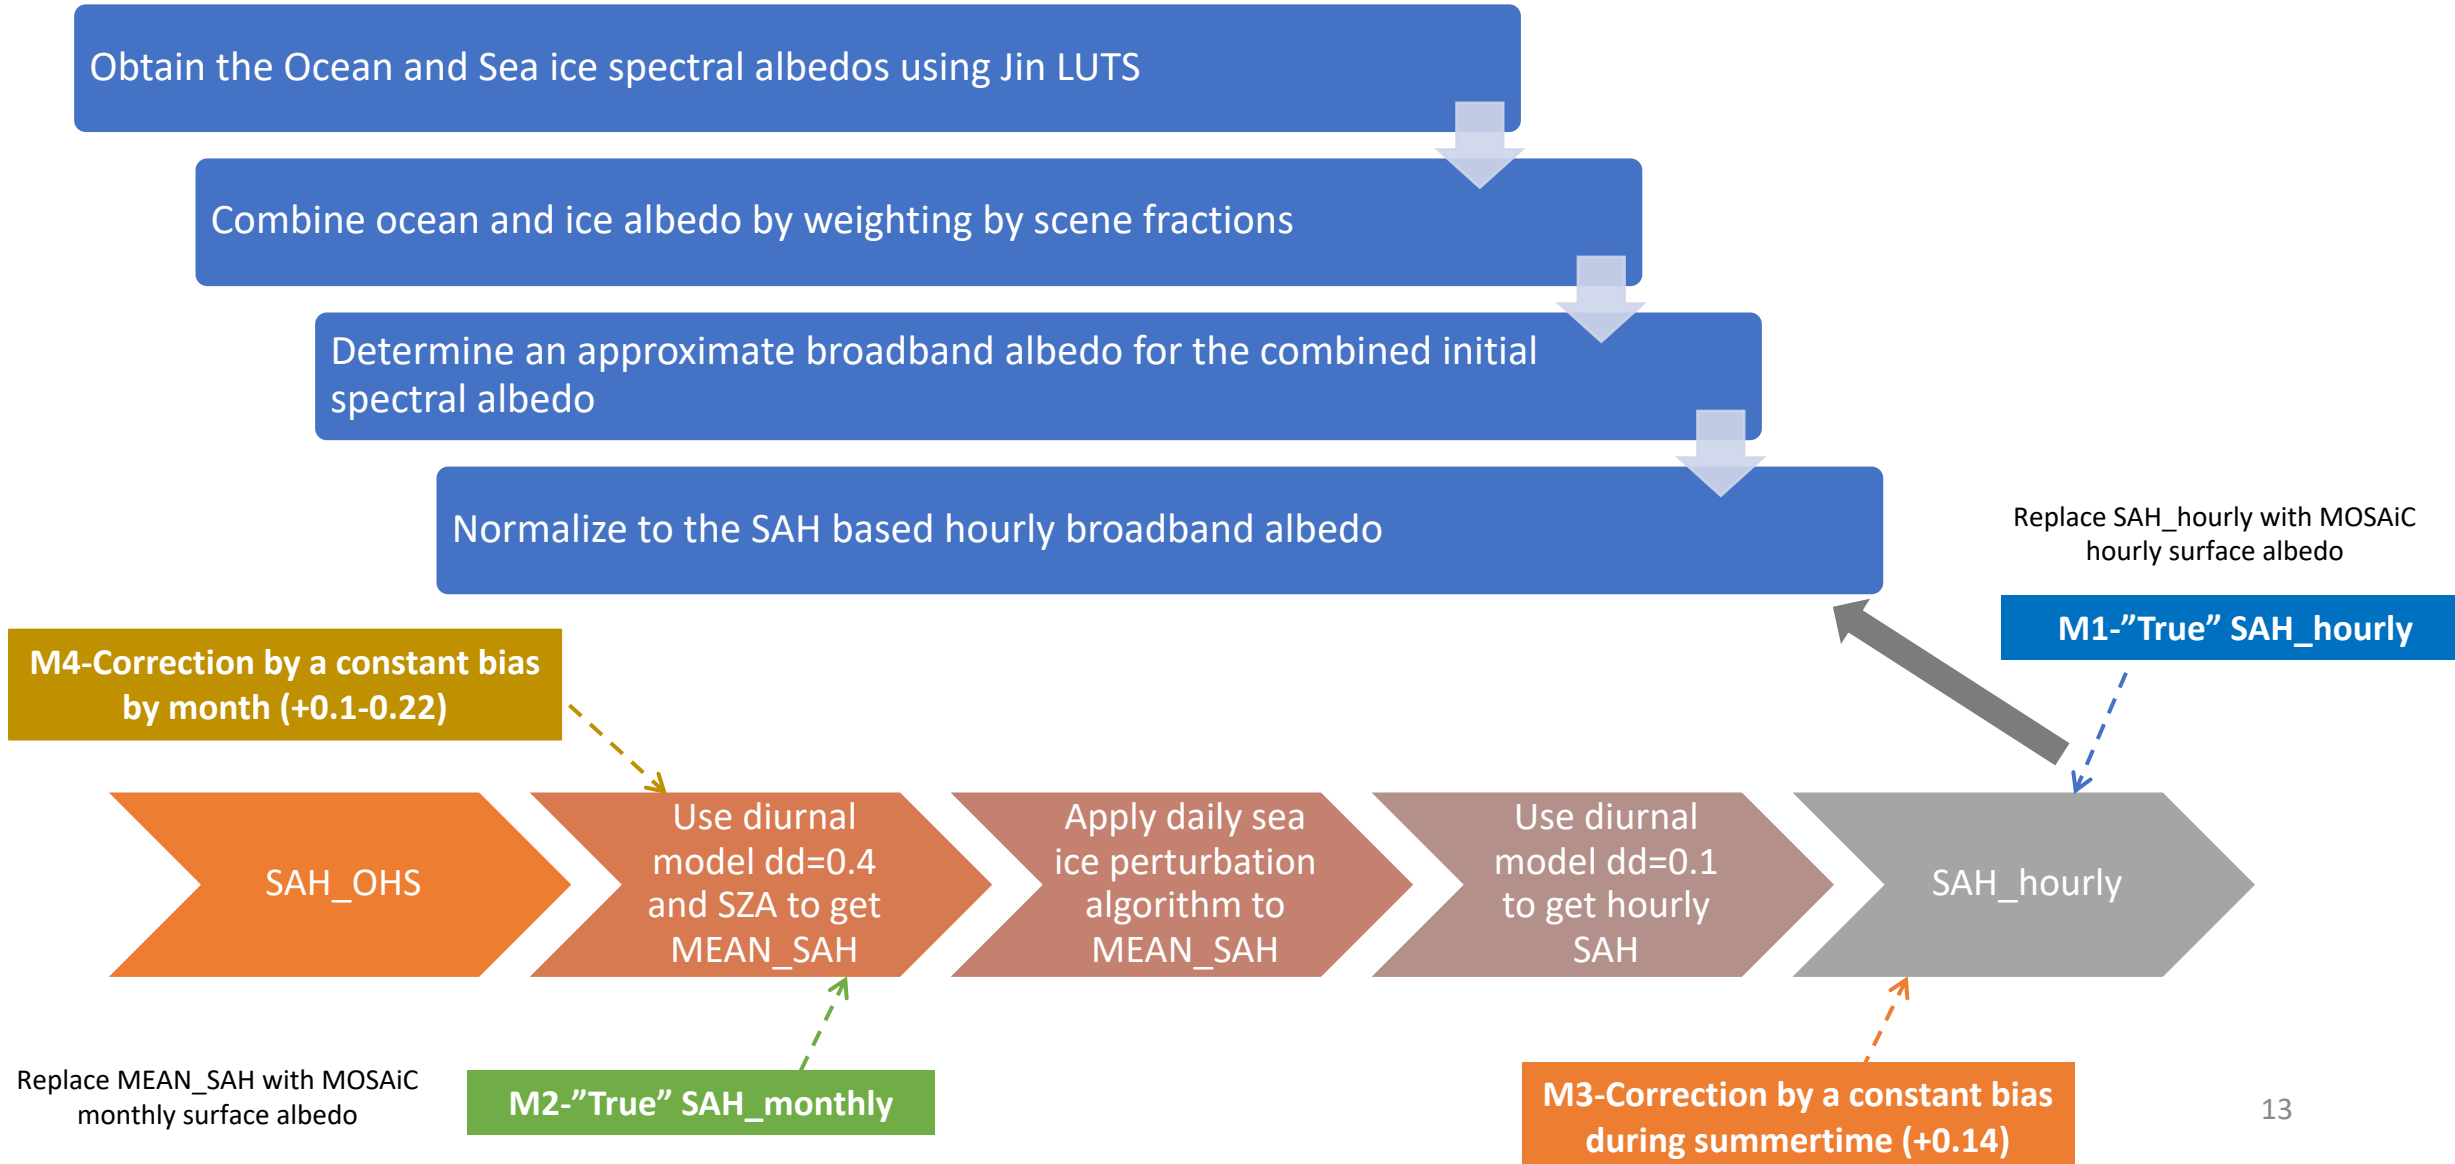 Obtain the Ocean and Sea ice spectral albedos using Jin LUTS
Combine ocean and ice albedo by weighting by scene fractions
Determine an approximate broadband albedo for the combined initial
spectral albedo
Normalize to the SAH based hourly broadband albedo
Replace SAH_hourly with MOSAiC
hourly surface albedo
M1-”True” SAH_hourly
M4-Correction by a constant bias
by month (+0.1-0.22)
SAH_OHS
Use diurnal
model dd=0.4
and SZA to get
MEAN_SAH
Apply daily sea
ice perturbation
algorithm to
MEAN_SAH
Use diurnal
model dd=0.1
to get hourly
SAH
SAH_hourly
Replace MEAN_SAH with MOSAiC
monthly surface albedo
M2-”True” SAH_monthly
M3-Correction by a constant bias
during summertime (+0.14)
13